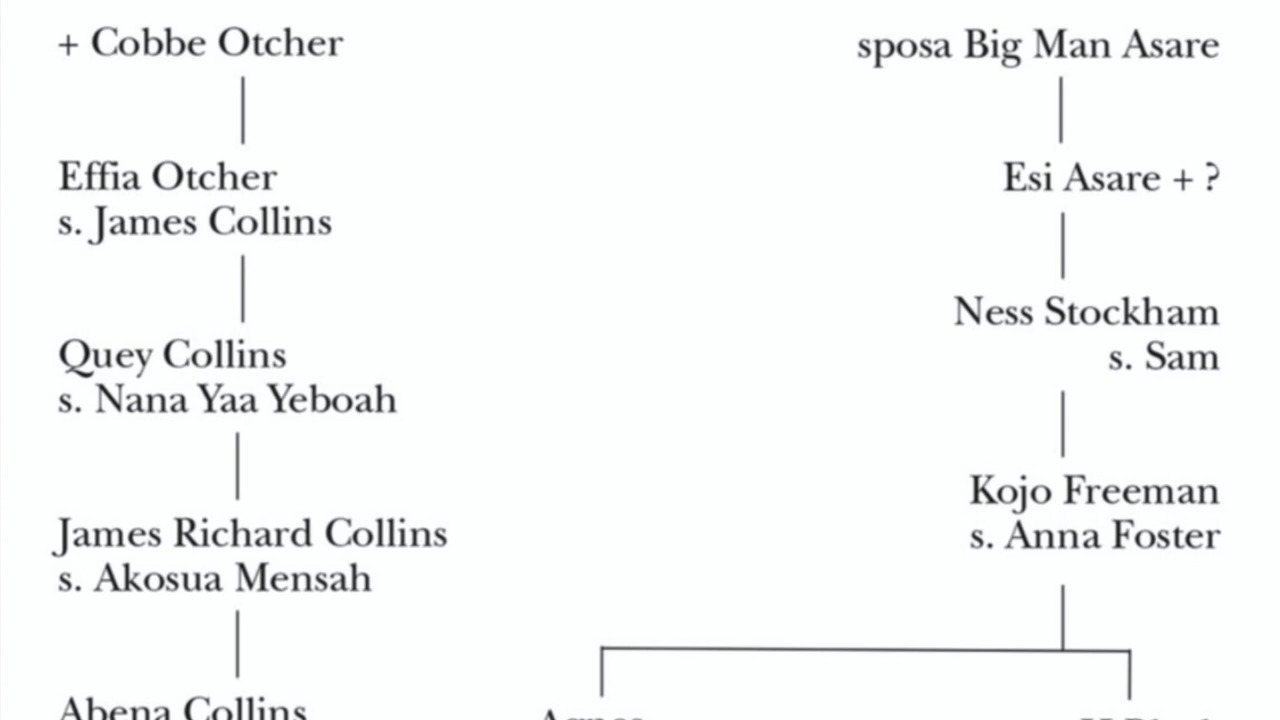 + Cobbe Otcher
Effia Otcher
s. James Collins
Quey Collins
s. Nana Yaa Yeboah
James Richard Collins
s. Akosua Mensah
Abena Collins
sposa Big Man Asare
Esi Asare + ?
Ness Stockham
s. Sam
Kojo Freeman
s. Anna Foster
Agnes